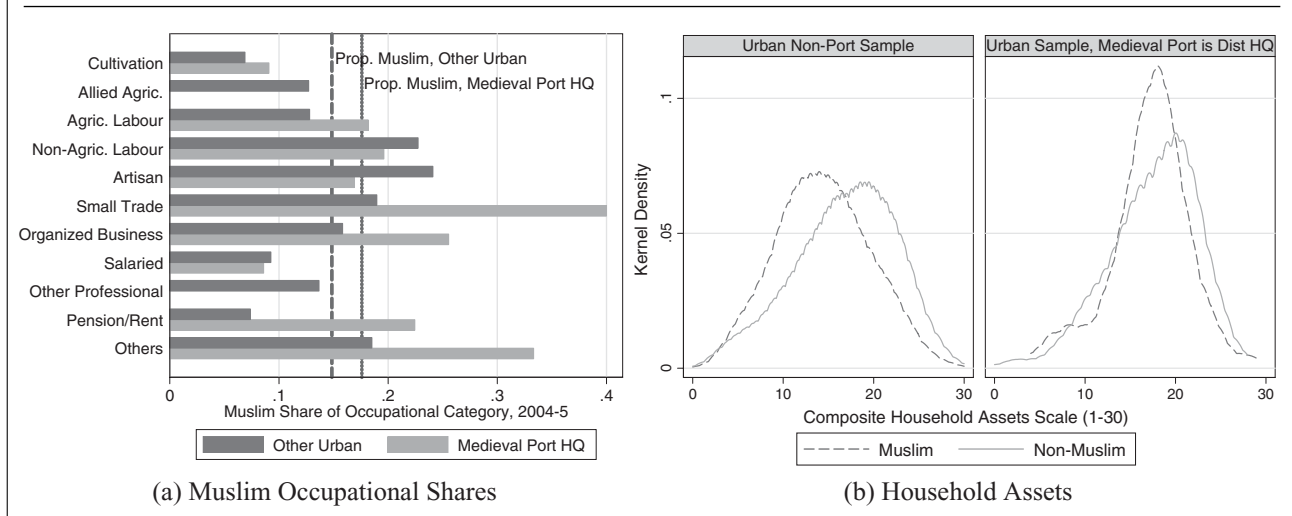 Cultivation
Allied Agric.
Agric. Labour
Non-Agric. Labour
Artisan
Small Trade
Organized Business
Salaried
Other Professional
Pension/Rent
Others
Prop. Muslim, Other Urban
Prop. Muslim, Medieval Port HQ
0 .1 .2 .3 .4
Muslim Share of Occupational Category, 2004-5
Other Urban Medieval Port HQ
(a) Muslim Occupational Shares
Urban Non-Port Sample
Urban Sample, Medieval Port is Dist HQ
Kernel Density
.1
.05
0
0 10 20 30
0 10 20 30
Composite Household Assets Scale (1-30)
Muslim Non-Muslim
(b) Household Assets